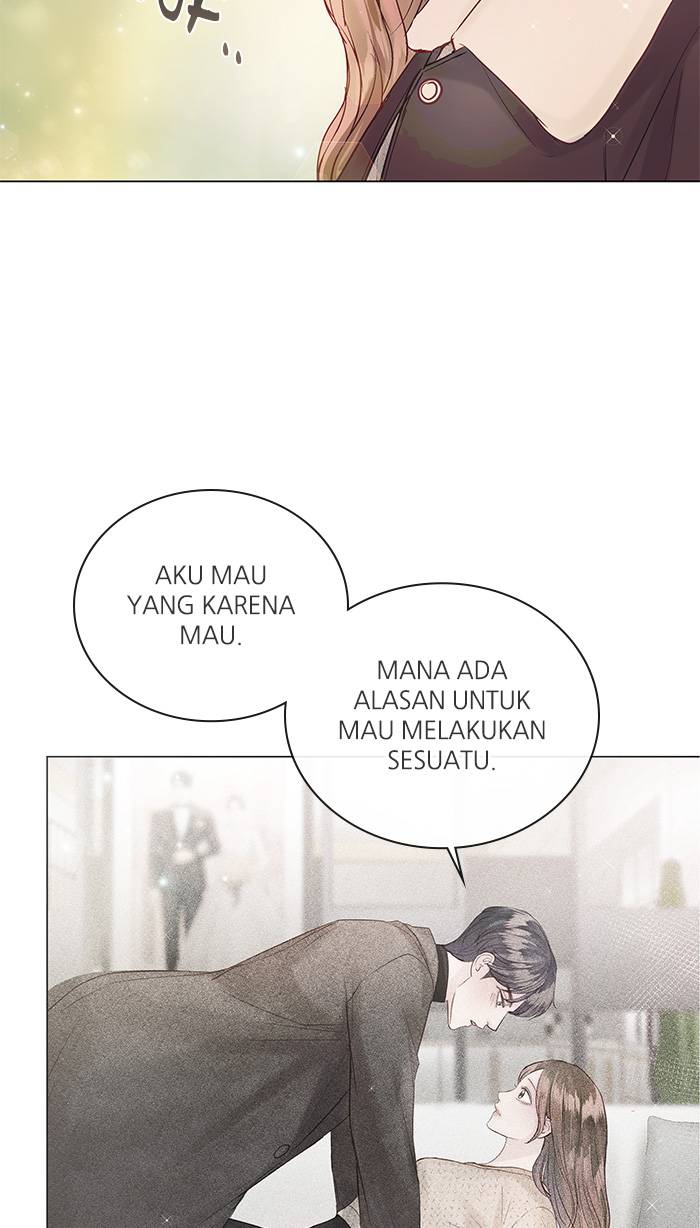 AKU MAU
YANG KARENA
MAU.
MANA ADA
ALASAN UNTUK
MAU MELAKUKAN
SESUATU.